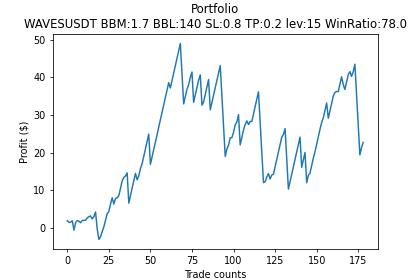 Portfolio
WAVESUSDT BBM:1.7 BBL:140 SL:0.8 TP:0.2 lev:15 WinRatio:78.0
50
40
30
20
10
0
Profit ($)
0 25 50 75 100 125 150 175
Trade counts